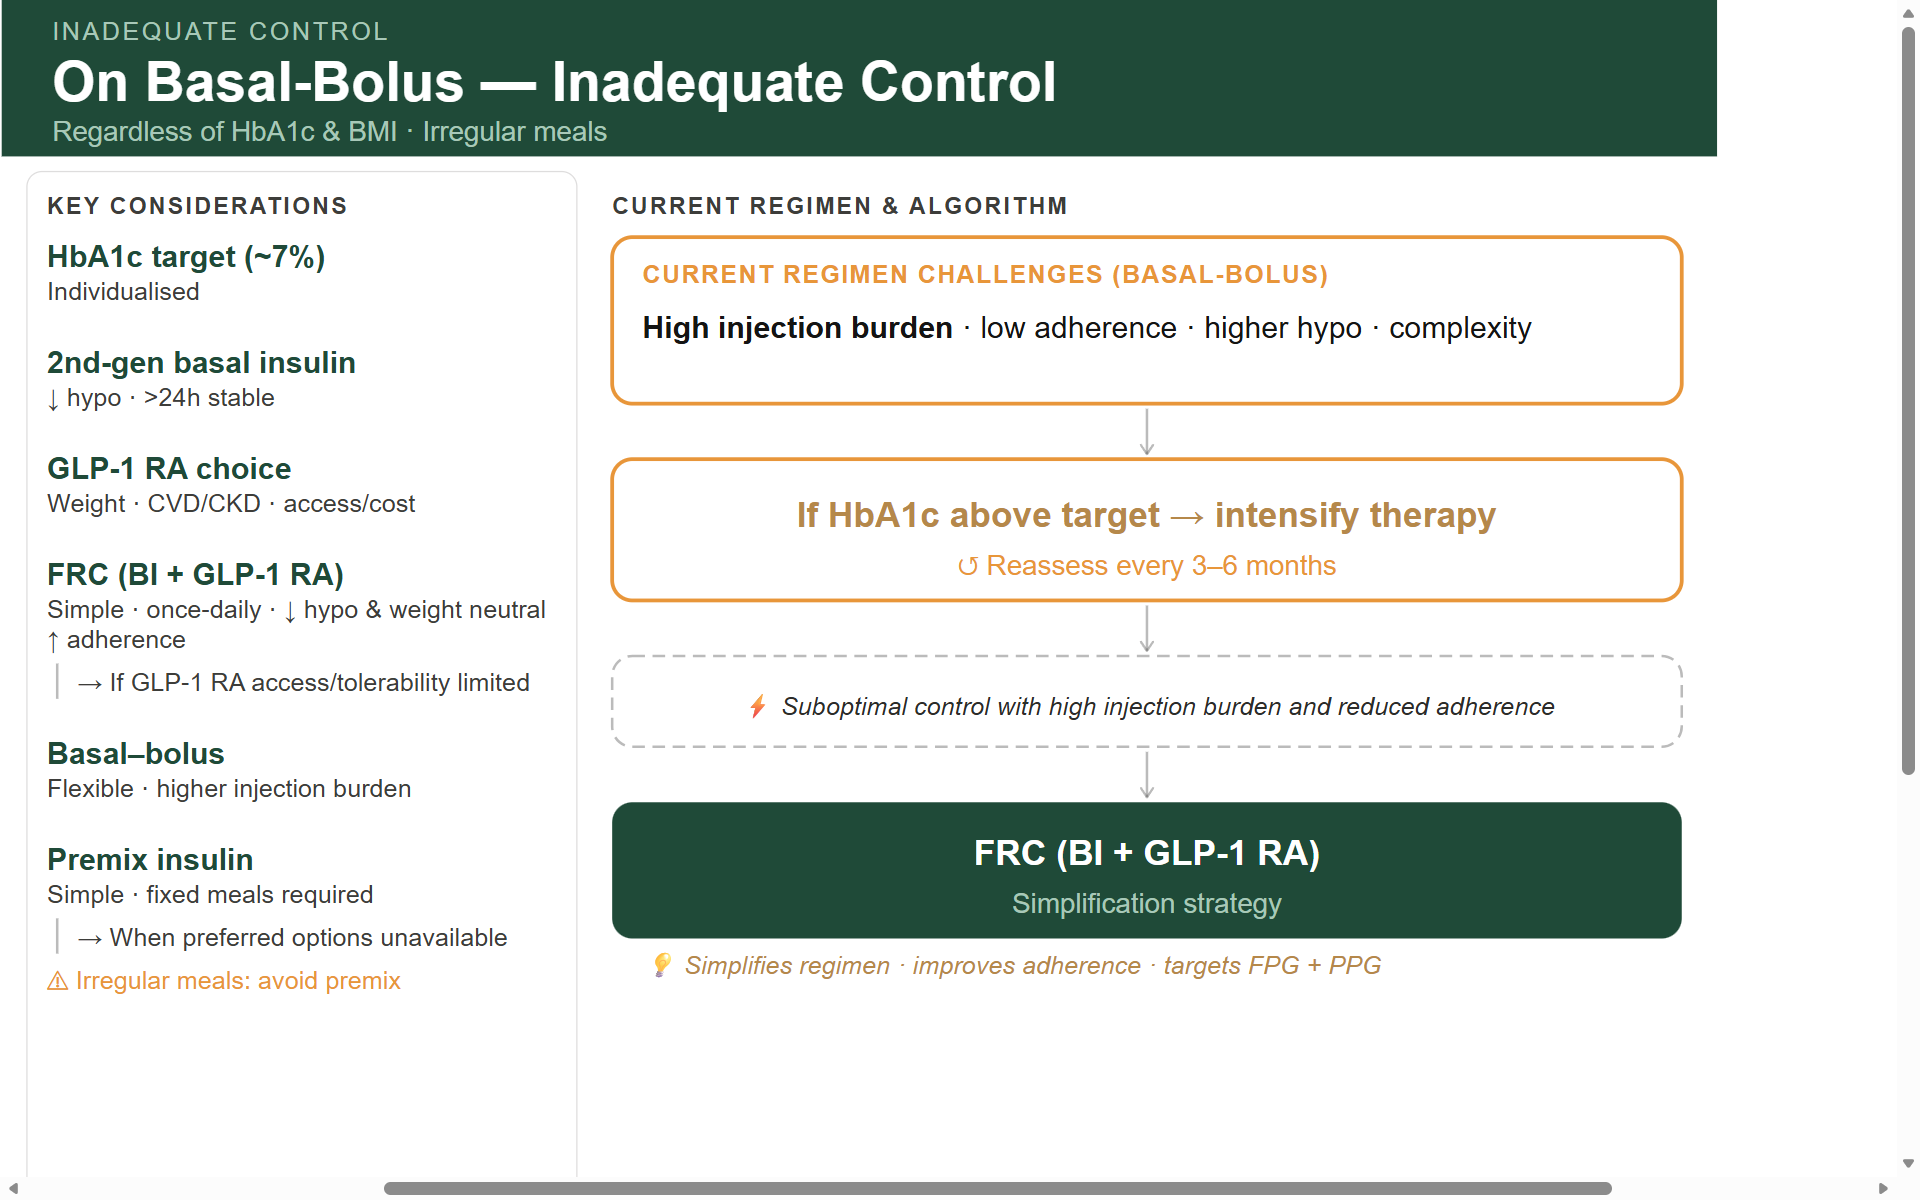 INADEQUATE CONTROL
On Basal-Bolus — Inadequate Control
Regardless of HbA1c & BMI · Irregular meals
KEY CONSIDERATIONS
HbA1c target (~7%)
Individualised
2nd-gen basal insulin
↓ hypo · >24h stable
GLP-1 RA choice
Weight · CVD/CKD · access/cost
FRC (BI + GLP-1 RA)
Simple · once-daily · ↓ hypo & weight neutral
↑ adherence
→ If GLP-1 RA access/tolerability limited
Basal–bolus
Flexible · higher injection burden
Premix insulin
Simple · fixed meals required
→ When preferred options unavailable
⚠ Irregular meals: avoid premix
CURRENT REGIMEN & ALGORITHM
CURRENT REGIMEN CHALLENGES (BASAL-BOLUS)
High injection burden · low adherence · higher hypo · complexity
If HbA1c above target → intensify therapy
↺ Reassess every 3–6 months
⚡ Suboptimal control with high injection burden and reduced adherence
FRC (BI + GLP-1 RA)
Simplification strategy
💡 Simplifies regimen · improves adherence · targets FPG + PPG